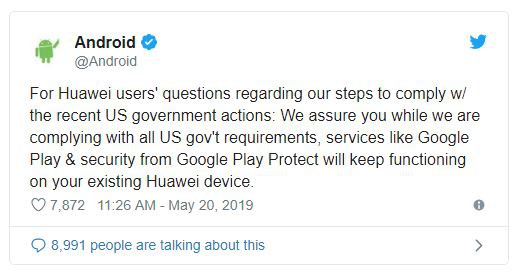 Android
@Android
For Huawei users' questions regarding our steps to comply w/
the recent US government actions: We assure you while we are
complying with all US gov't requirements, services like Google
Play & security from Google Play Protect will keep functioning
on your existing Huawei device.
7,872 11:26 AM - May 20, 2019
8,991 people are talking about this